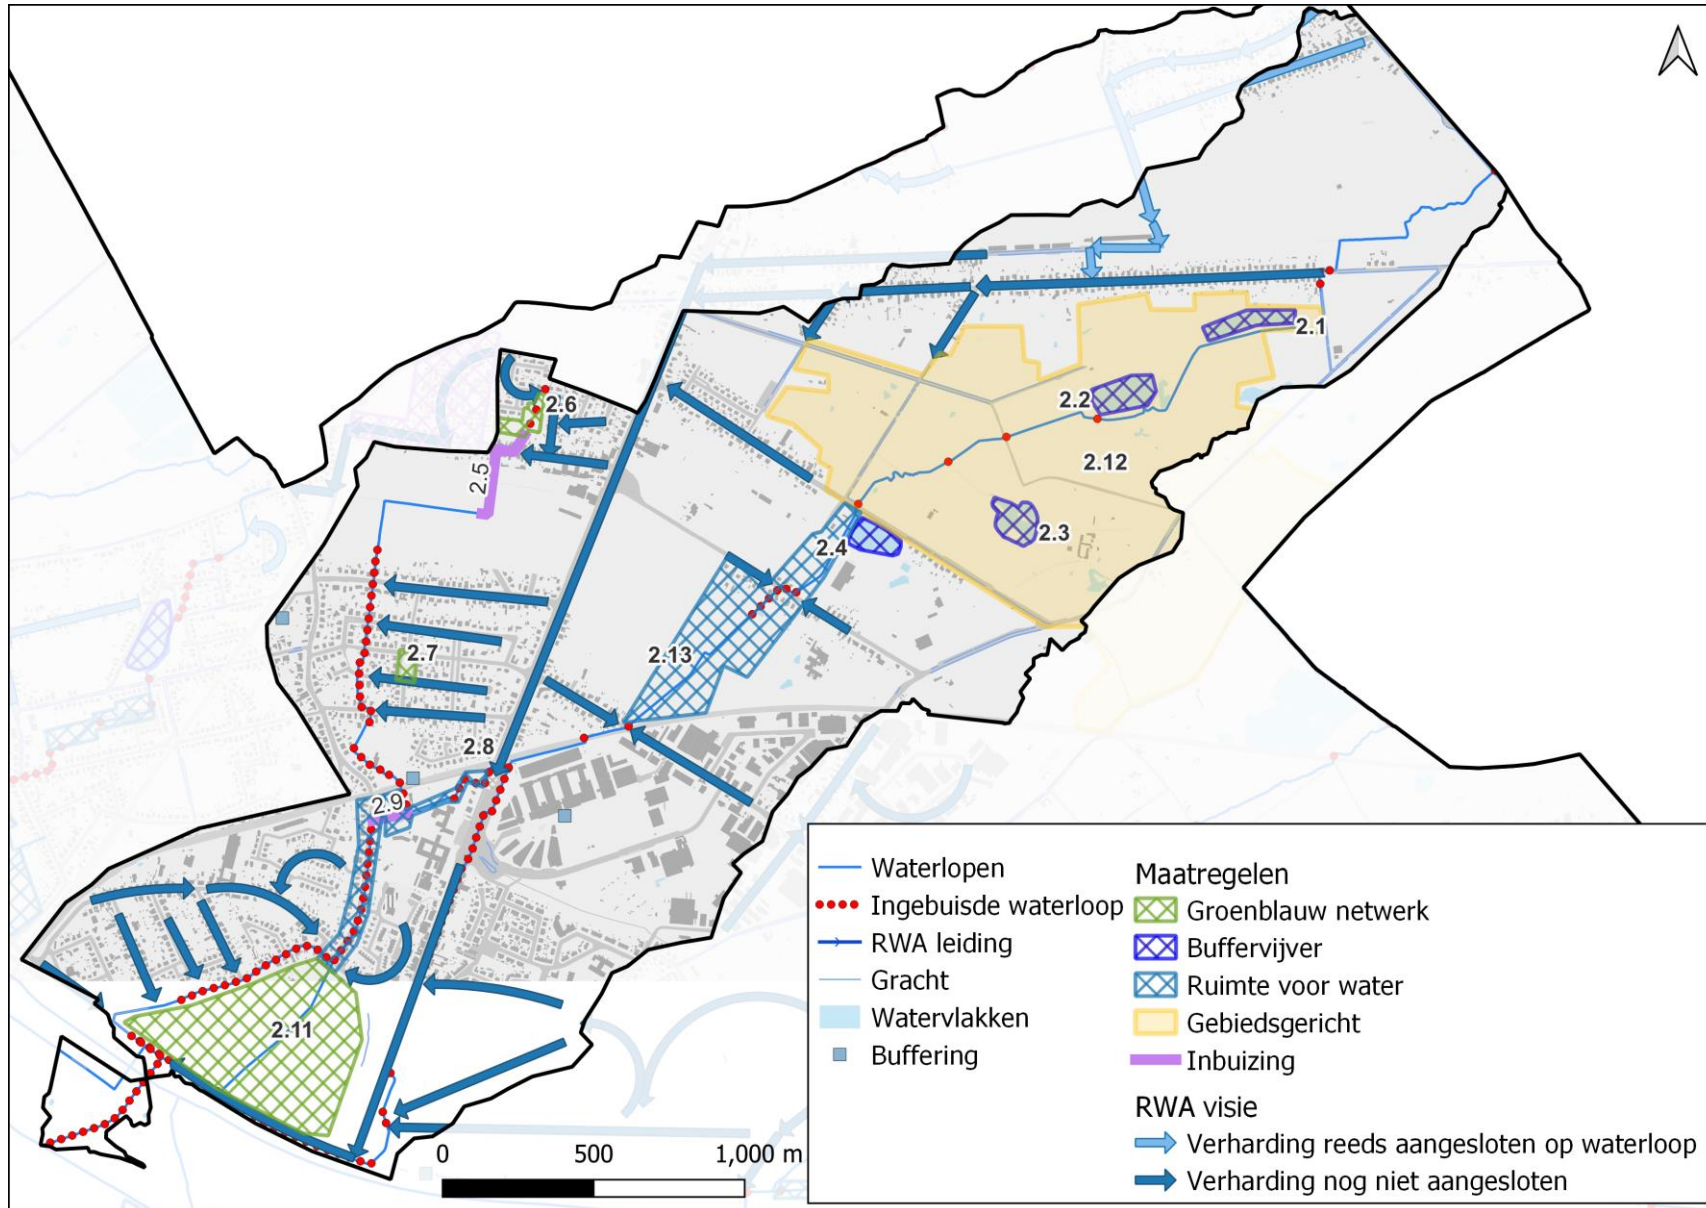 2.1
2.2
2.6
2.12
2.5
2.3
2.4
2.7
2.13
2.8
2.9
2.11
0 500 1,000 m
Waterlopen
Ingebuisde waterloop
RWA leiding
Gracht
Watervlakken
Buffering
Maatregelen
Groenblauw netwerk
Buffervijver
Ruimte voor water
Gebiedsgericht
Inbuizing
RWA visie
Verharding reeds aangesloten op waterloop
Verharding nog niet aangesloten